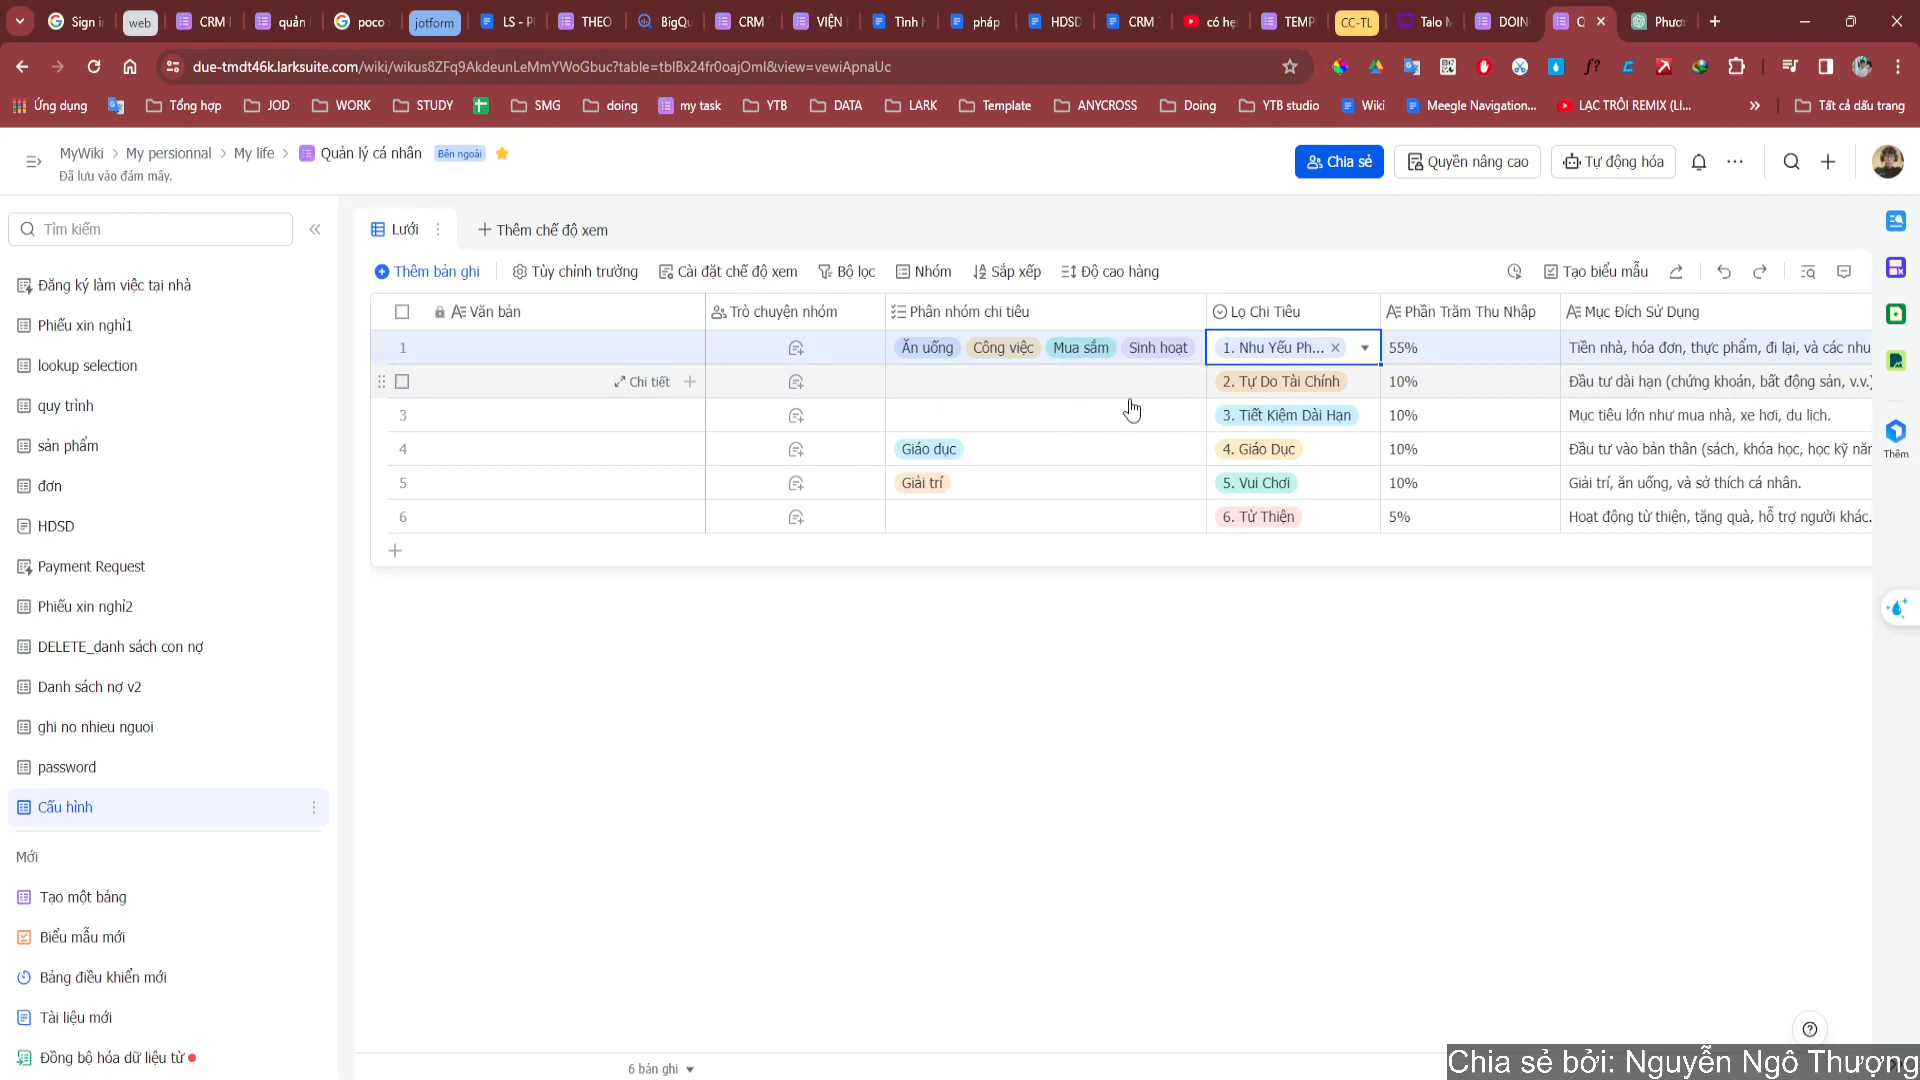 Sign i
web
CRM
quản
poco
jotform
LS - P
THEO
BigQu
CRM
VIỆN
Tình h
pháp
HDSD
CRM
có hẹ
TEMP
CC-TL
Talo M
DOIN
Q
Phươ
due-tmdt46k.larksuite.com/wiki/wikus8ZFq9AkdeunLeMmYWoGbuc?table=tblBx24fr0oajOml&view=vewiApnaUc
Ứng dụng
Tổng hợp
JOD
WORK
STUDY
SMG
doing
my task
YTB
DATA
LARK
Template
ANYCROSS
Doing
YTB studio
Wiki
Meegle Navigation...
LẠC TRÔI REMIX (LI...
Tất cả dấu trang
MyWiki > My personnal > My life > Quản lý cá nhân Bên ngoài
Đã lưu vào đám mây.
Chia sẻ
Quyền nâng cao
Tự động hóa
Tìm kiếm
Đăng ký làm việc tại nhà
Phiếu xin nghỉ1
lookup selection
quy trình
sản phẩm
đơn
HDSD
Payment Request
Phiếu xin nghỉ2
DELETE_danh sách con nợ
Danh sách nợ v2
ghi no nhieu nguoi
password
Cấu hình
Mới
Tạo một bảng
Biểu mẫu mới
Bảng điều khiển mới
Tài liệu mới
Đồng bộ hóa dữ liệu từ
Lưới
Thêm chế độ xem
Thêm bản ghi
Tùy chỉnh trường
Cài đặt chế độ xem
Bộ lọc
Nhóm
Sắp xếp
Độ cao hàng
Tạo biểu mẫu
Văn bản Trò chuyện nhóm Phân nhóm chi tiêu Lọ Chi Tiêu Phần Trăm Thu Nhập Mục Đích Sử Dụng
1 Ăn uống Công việc Mua sắm Sinh hoạt 1. Nhu Yếu Ph... 55% Tiền nhà, hóa đơn, thực phẩm, đi lại, và các nhu
Chi tiết 2. Tự Do Tài Chính 10% Đầu tư dài hạn (chứng khoán, bất động sản, v.v.)
3 3. Tiết Kiệm Dài Hạn 10% Mục tiêu lớn như mua nhà, xe hơi, du lịch.
4 Giáo dục 4. Giáo Dục 10% Đầu tư vào bản thân (sách, khóa học, học kỹ năn
5 Giải trí 5. Vui Chơi 10% Giải trí, ăn uống, và sở thích cá nhân.
6 6. Từ Thiện 5% Hoạt động từ thiện, tặng quà, hỗ trợ người khác.
Thêm
6 bản ghi
Chia sẻ bởi: Nguyễn Ngô Thượng